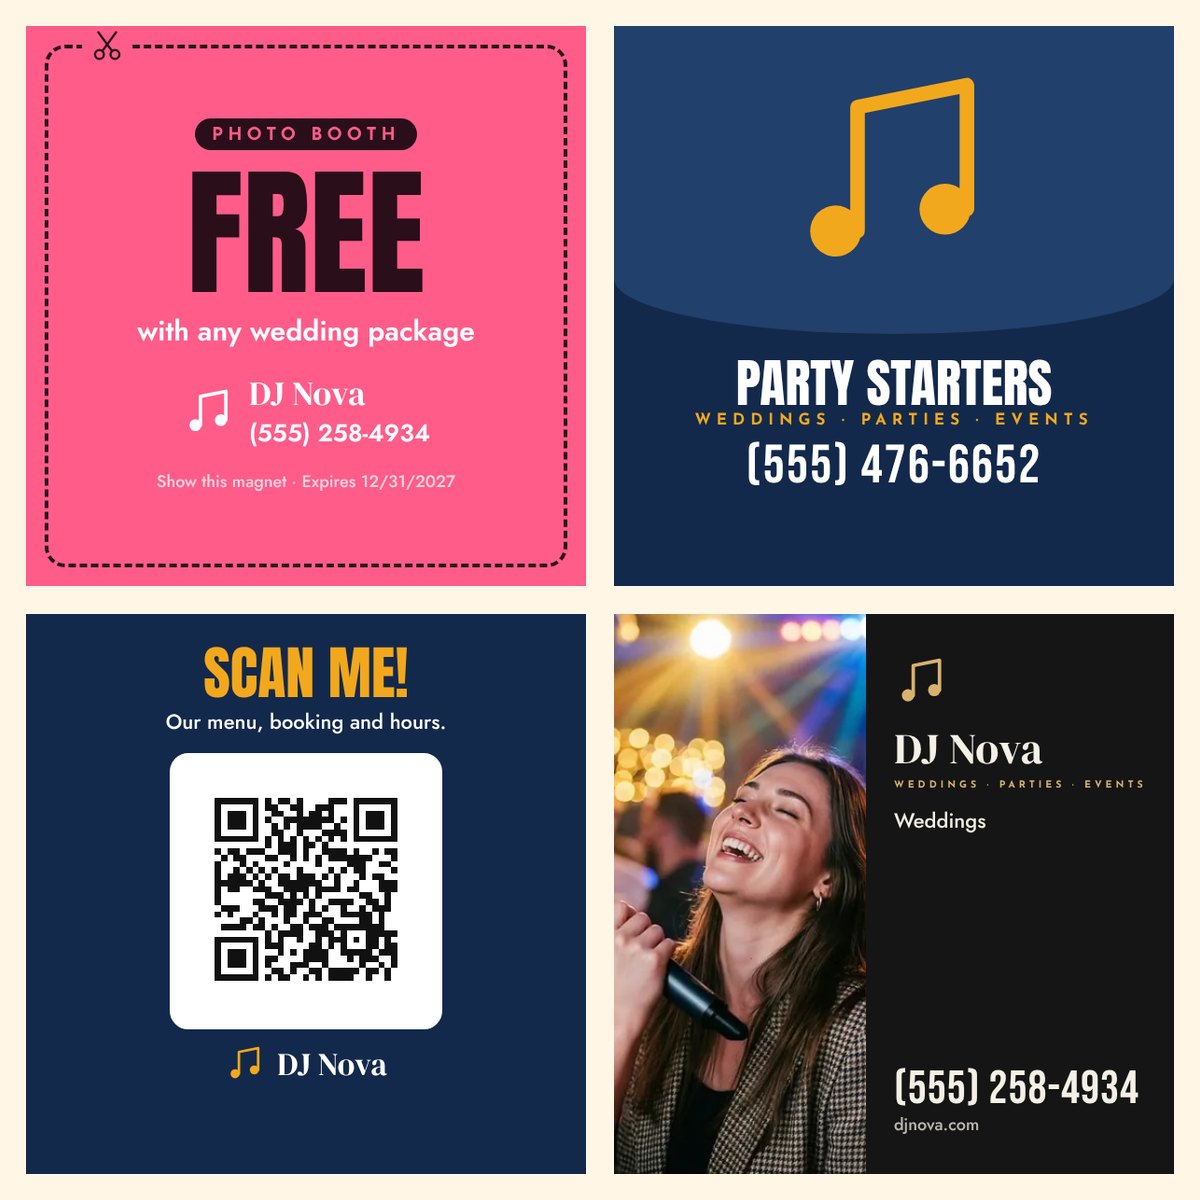 PHOTO BOOTH
FREE
with any wedding package
DJ Nova
(555) 258-4934
Show this magnet · Expires 12/31/2027
PARTY STARTERS
WEDDINGS · PARTIES · EVENTS
(555) 476-6652
SCAN ME!
Our menu, booking and hours.
DJ Nova
DJ Nova
WEDDINGS · PARTIES · EVENTS
Weddings
(555) 258-4934
djnova.com